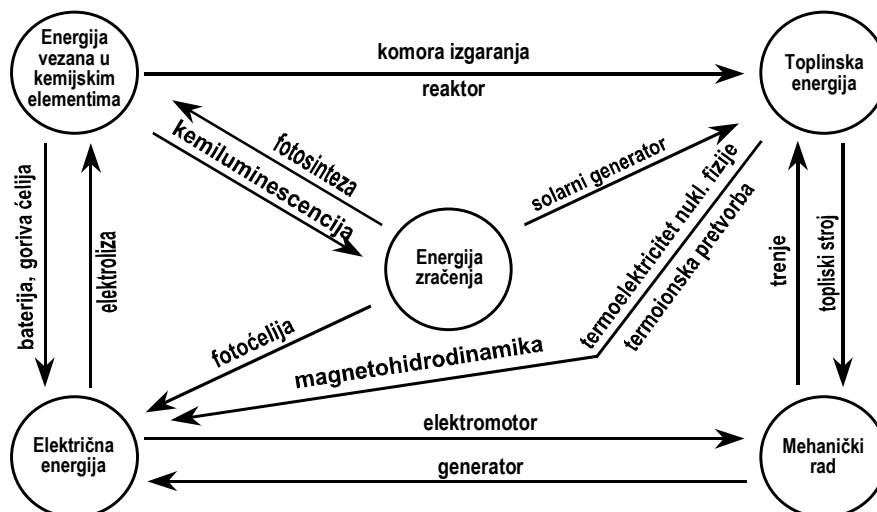 Energija
vezana u
kemijskim
elementima
komora izgaranja
reaktor
Toplinska
energija
fotosinteza
kemiluminescencija
solarni generator
termoelektricitet nukl. fizije
termoionska pretvorba
Energija
zračenja
baterija, goriva ćelija
elektroliza
trenje
topliski stroj
fotoćelija
magnetohidrodinamika
Električna
energija
elektromotor
generator
Mehanički
rad